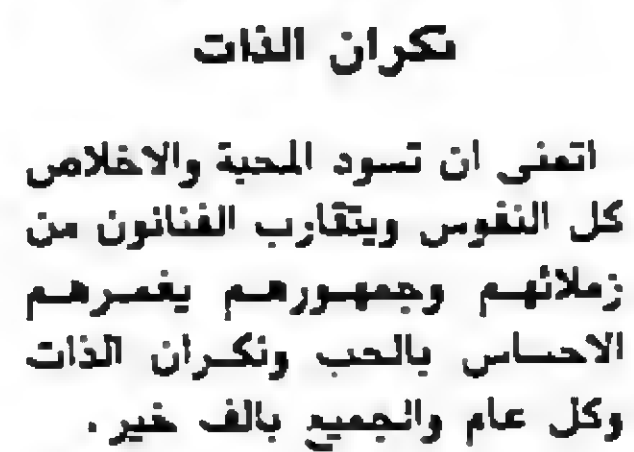 نكران الذات
اتمنى ان تسود المحبة والاخلاص
كل النفوس ويتقارب الفنانون من
زملائهم وجمهورهم يغمرهم
الاحساس بالحب ونكران الذات
وكل عام والجميع بالف خير.